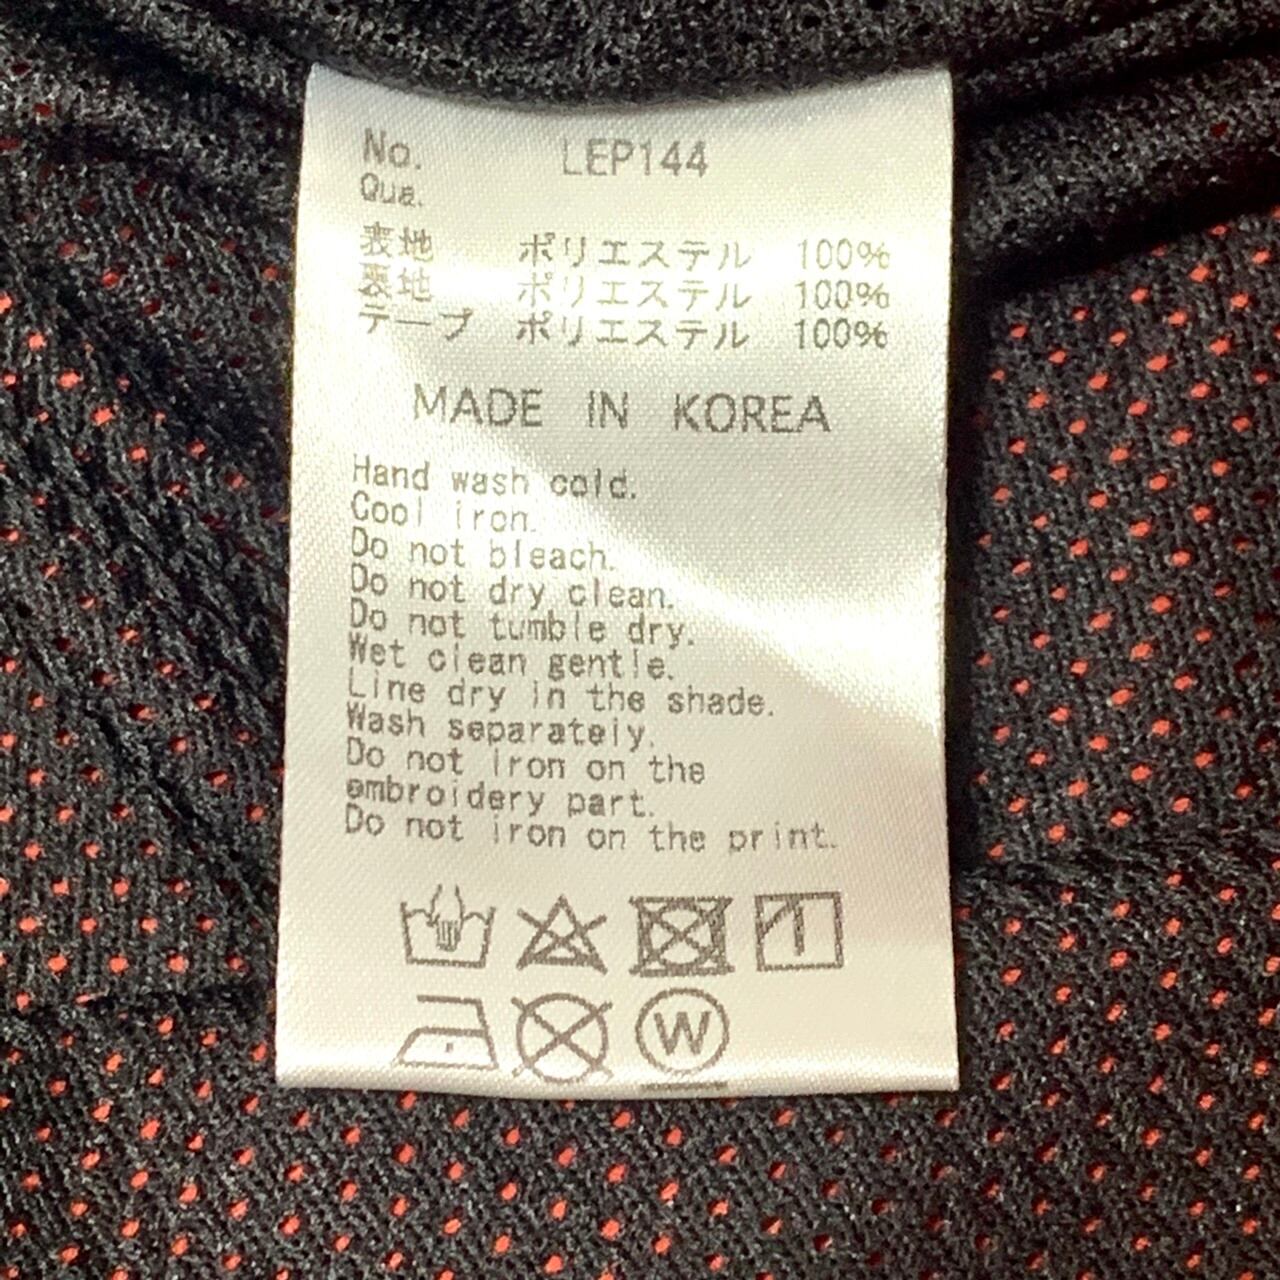 No. LEP144
Qua.
表地 ポリエステル 100%
裏地 ポリエステル 100%
テープ ポリエステル 100%
MADE IN KOREA
Hand wash cold.
Cool iron.
Do not bleach.
Do not dry clean.
Do not tumble dry.
Wet clean gentle.
Line dry in the shade.
Wash separately.
Do not iron on the
embroidery part.
Do not iron on the print.
W